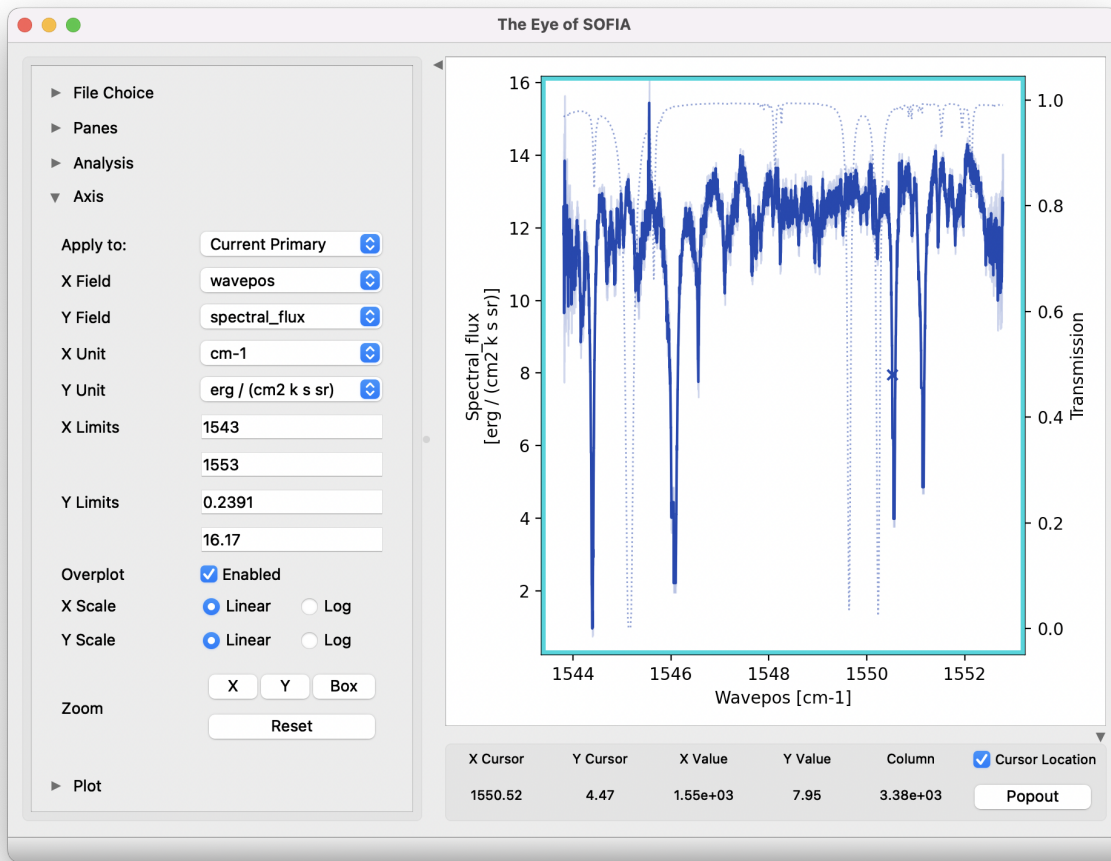 The Eye of SOFIA
File Choice
Panes
Analysis
Axis
Apply to: Current Primary
X Field wavepos
Y Field spectral_flux
X Unit cm-1
Y Unit erg / (cm2 k s sr)
X Limits 1543
1553
Y Limits 0.2391
16.17
Overplot Enabled
X Scale Linear Log
Y Scale Linear Log
Zoom X Y Box
Reset
Plot
16
14
12
10
8
6
4
2
Spectral_flux
[erg / (cm2 k s sr)]
1544 1546 1548 1550 1552
Wavepos [cm-1]
1.0
0.8
0.6
0.4
0.2
0.0
Transmission
X Cursor Y Cursor X Value Y Value Column Cursor Location
1550.52 4.47 1.55e+03 7.95 3.38e+03 Popout